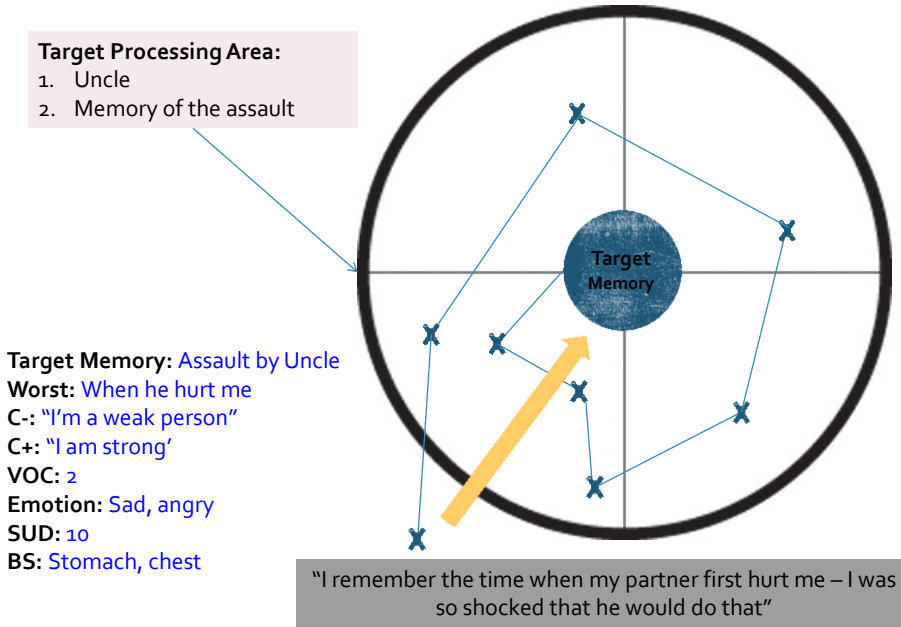 Target Processing Area:
1. Uncle
2. Memory of the assault
Target
Memory
Target Memory: Assault by Uncle
Worst: When he hurt me
C-: “I’m a weak person”
C+: “I am strong’
VOC: 2
Emotion: Sad, angry
SUD: 10
BS: Stomach, chest
“I remember the time when my partner first hurt me – I was
so shocked that he would do that”